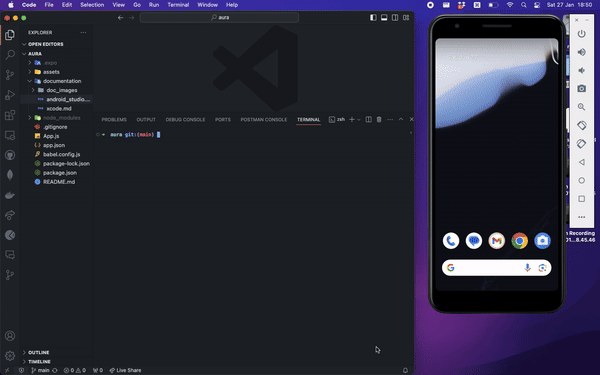 Code File Edit Selection View Go Run Terminal Window Help
Sat 27 Jan 18:50
aura
EXPLORER
OPEN EDITORS
AURA
.expo
assets
documentation
doc_images
android_studio....
xcode.md
node_modules
.gitignore
App.js
app.json
babel.config.js
package-lock.json
package.json
README.md
OUTLINE
TIMELINE
PROBLEMS OUTPUT DEBUG CONSOLE PORTS POSTMAN CONSOLE TERMINAL
zsh
aura git:(main)
main 0 0 0 Live Share
Recording
01...8.45.46